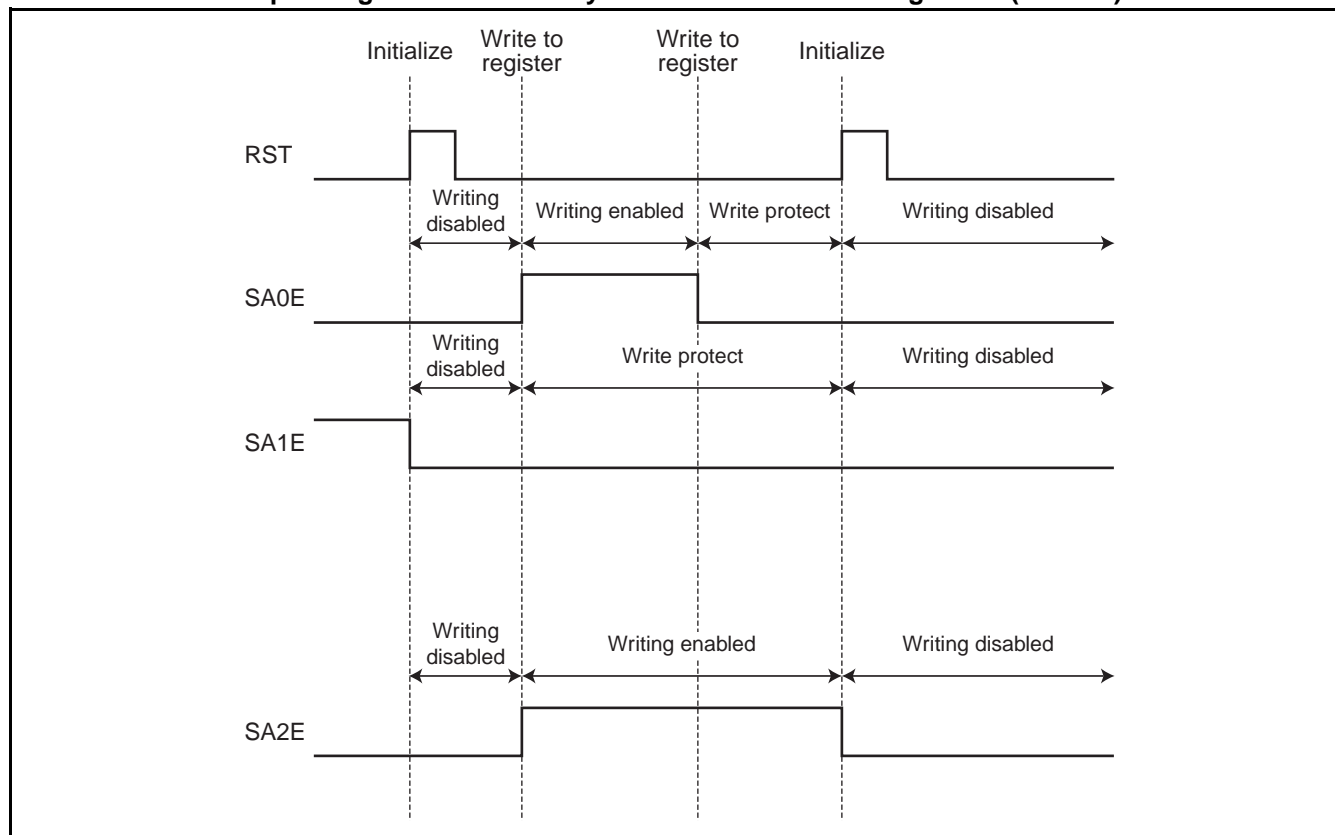 Initialize
Write to
register
Write to
register
Initialize
RST
Writing
disabled
Writing enabled
Write protect
Writing disabled
SA0E
Writing
disabled
Write protect
Writing disabled
SA1E
Writing
disabled
Writing enabled
Writing disabled
SA2E